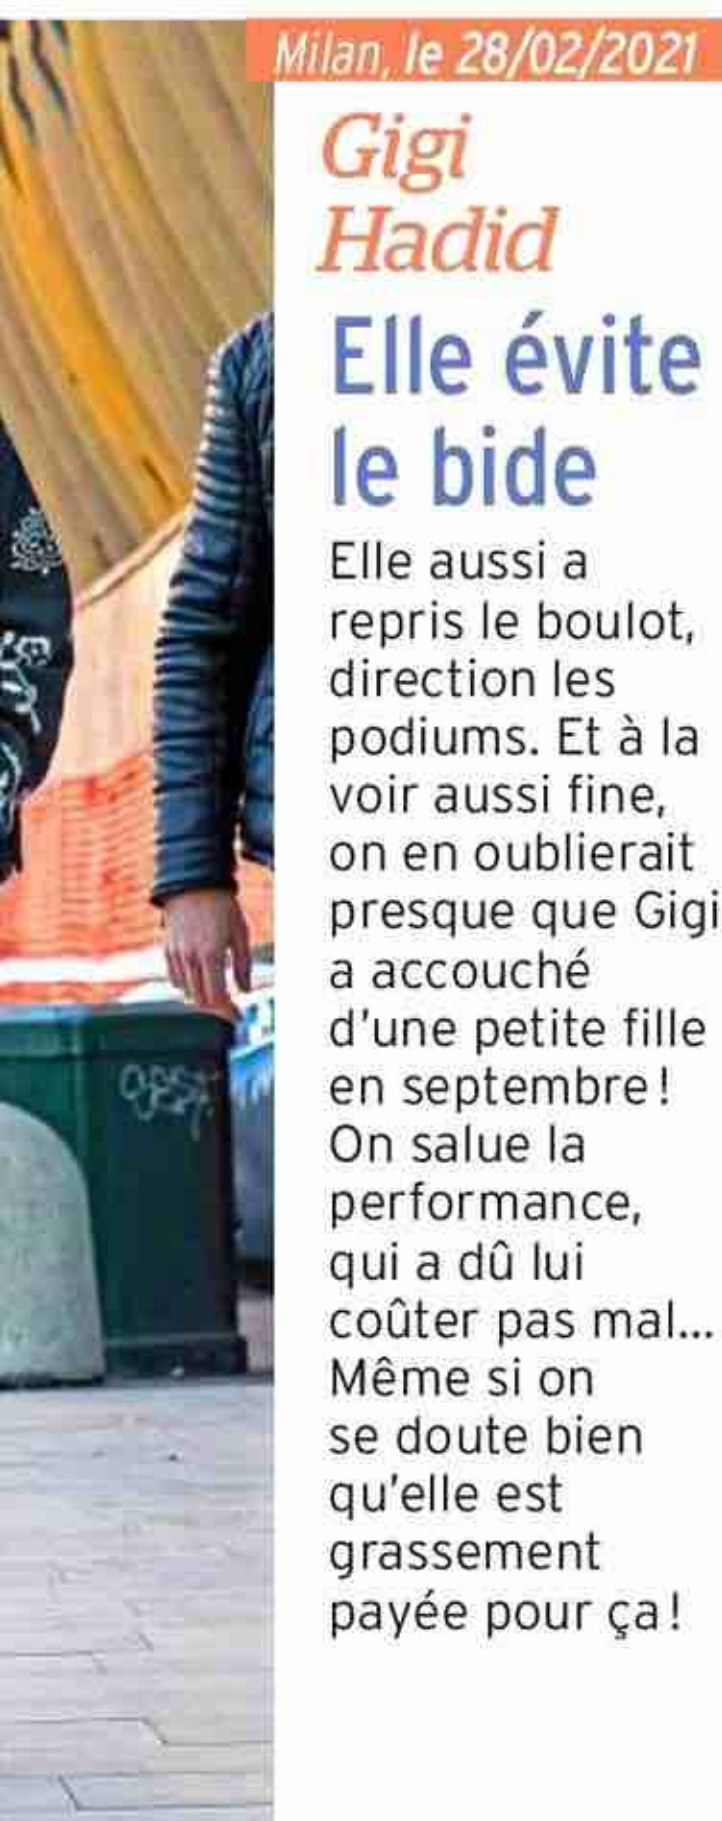 Milan, le 28/02/2021
Gigi
Hadid
Elle évite
le bide
Elle aussi a
repris le boulot,
direction les
podiums. Et à la
voir aussi fine,
on en oublierait
presque que Gigi
a accouché
d'une petite fille
en septembre !
On salue la
performance,
qui a dû lui
coûter pas mal...
Même si on
se doute bien
qu'elle est
grassement
payée pour ça !